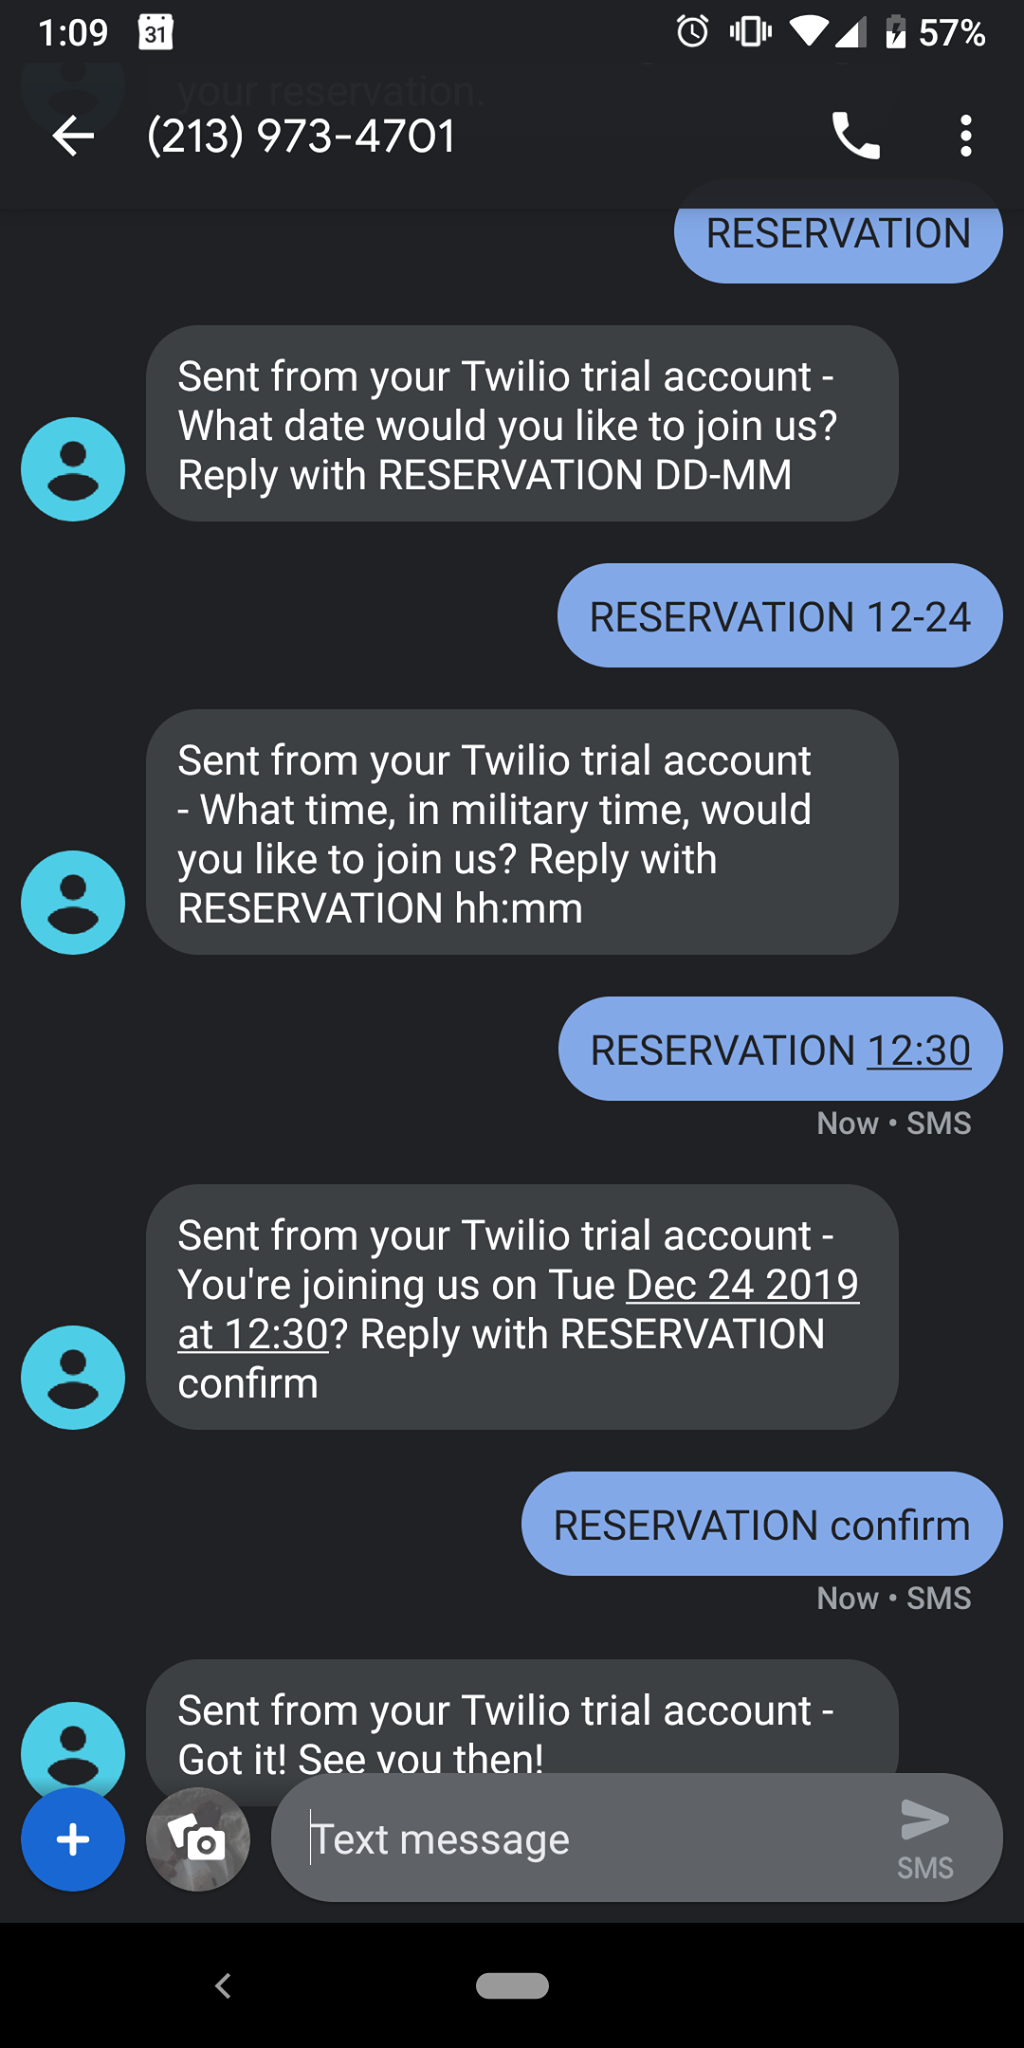 1:09 31 57%
your reservation.
(213) 973-4701
RESERVATION
Sent from your Twilio trial account -
What date would you like to join us?
Reply with RESERVATION DD-MM
RESERVATION 12-24
Sent from your Twilio trial account
- What time, in military time, would
you like to join us? Reply with
RESERVATION hh:mm
RESERVATION 12:30
Now • SMS
Sent from your Twilio trial account -
You're joining us on Tue Dec 24 2019
at 12:30? Reply with RESERVATION
confirm
RESERVATION confirm
Now • SMS
Sent from your Twilio trial account -
Got it! See you then!
Text message
SMS